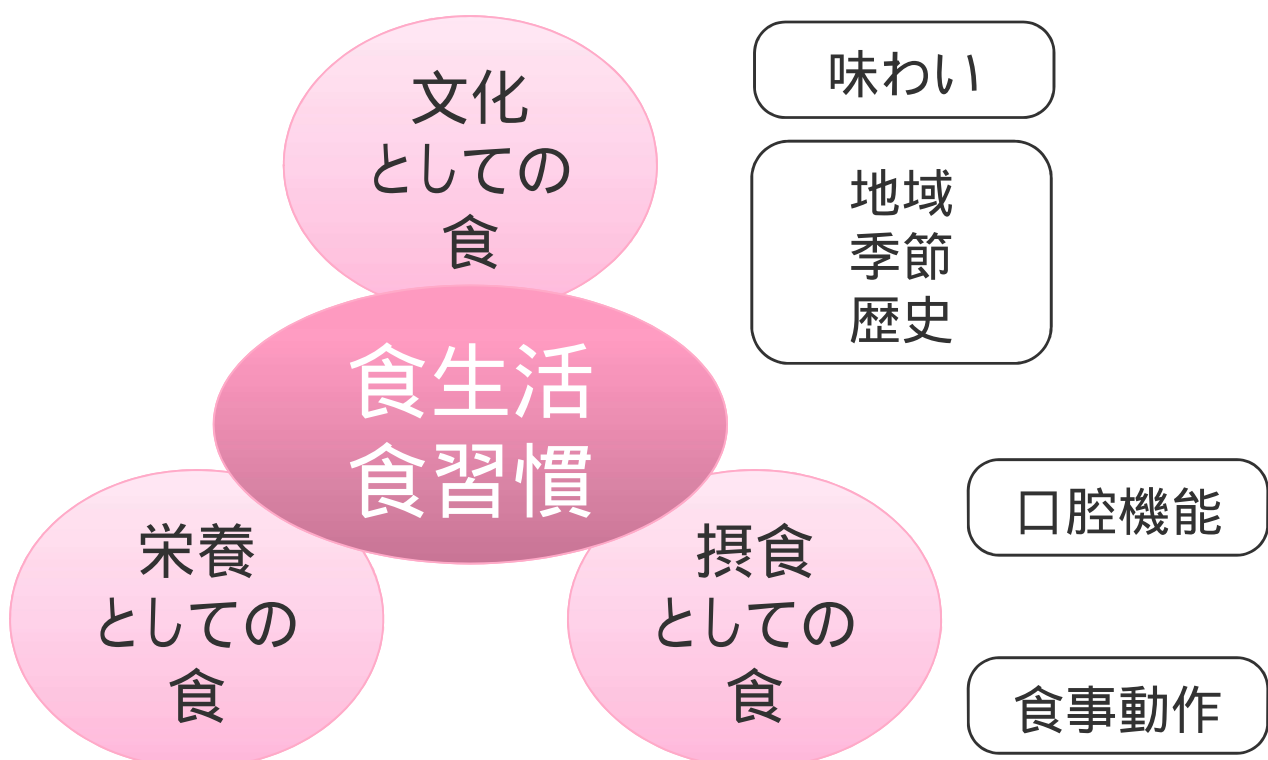 文化
としての
食
味わい
地域
季節
歴史
食生活
食習慣
栄養
としての
食
摂食
としての
食
口腔機能
食事動作